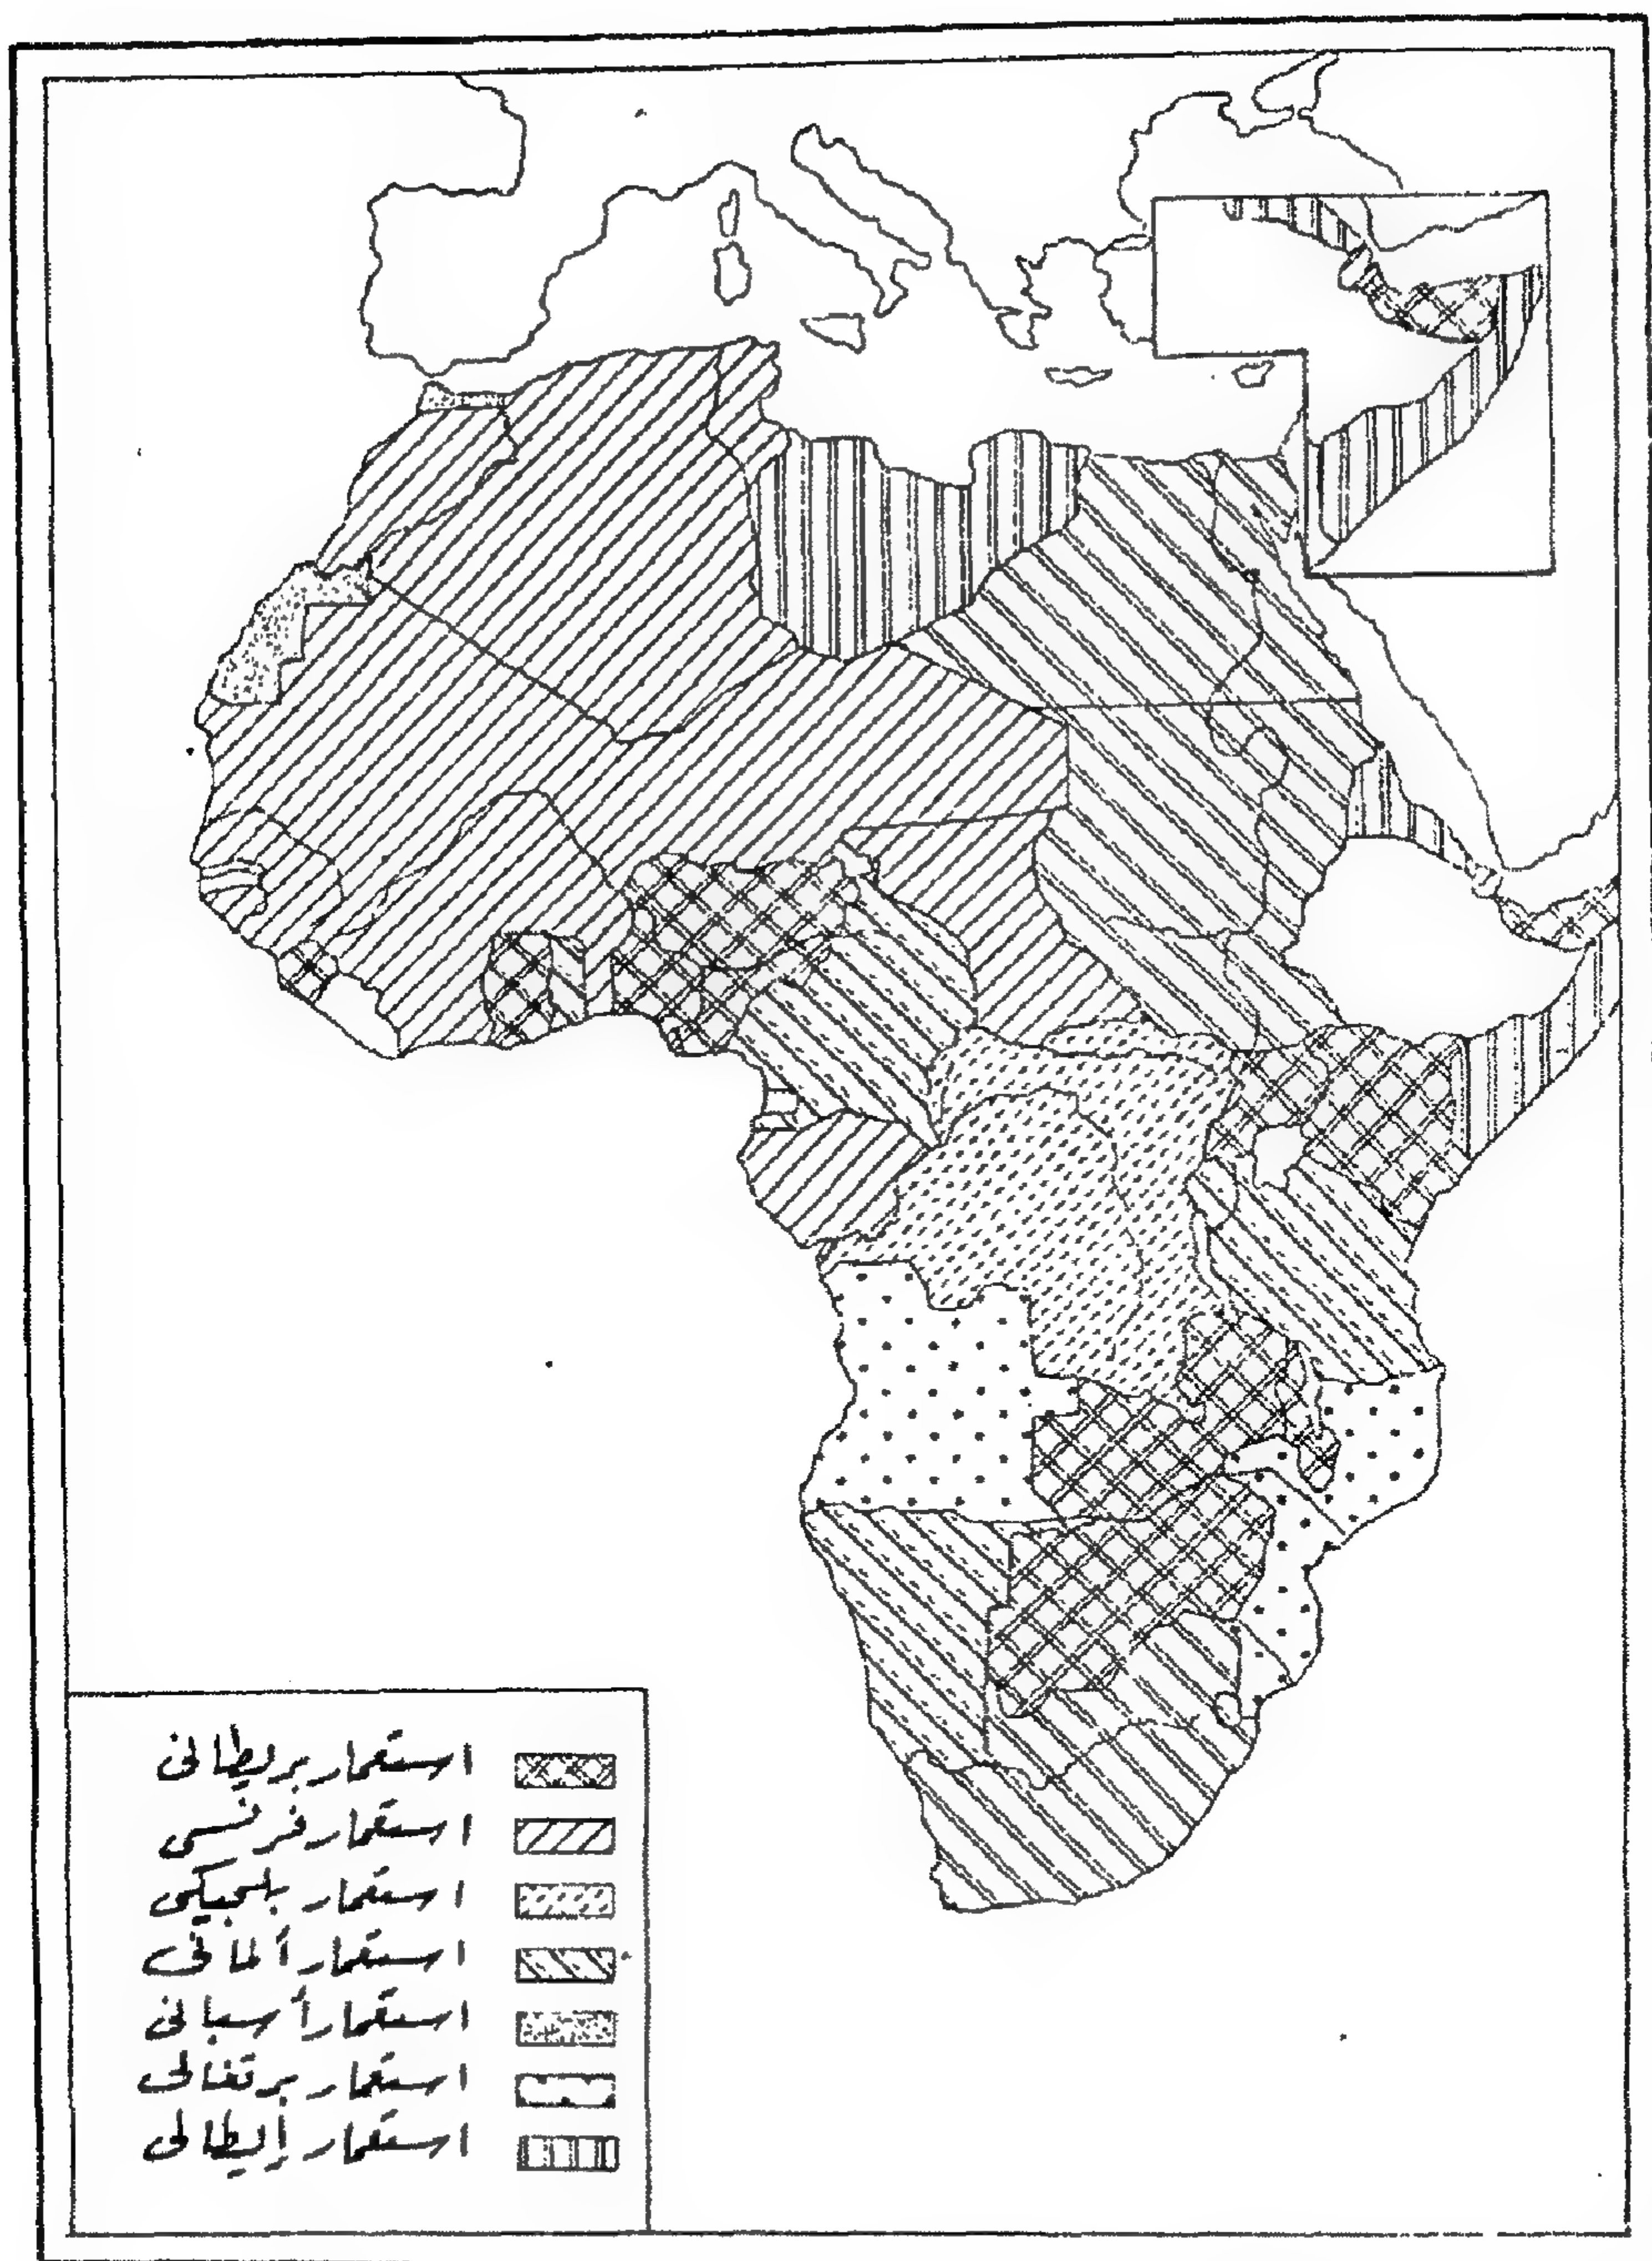 استعمار بريطانى
استعمار فرنسى
استعمار بلجيكى
استعمار ألمانى
استعمار أسبانى
استعمار برتغالى
استعمار إيطالى